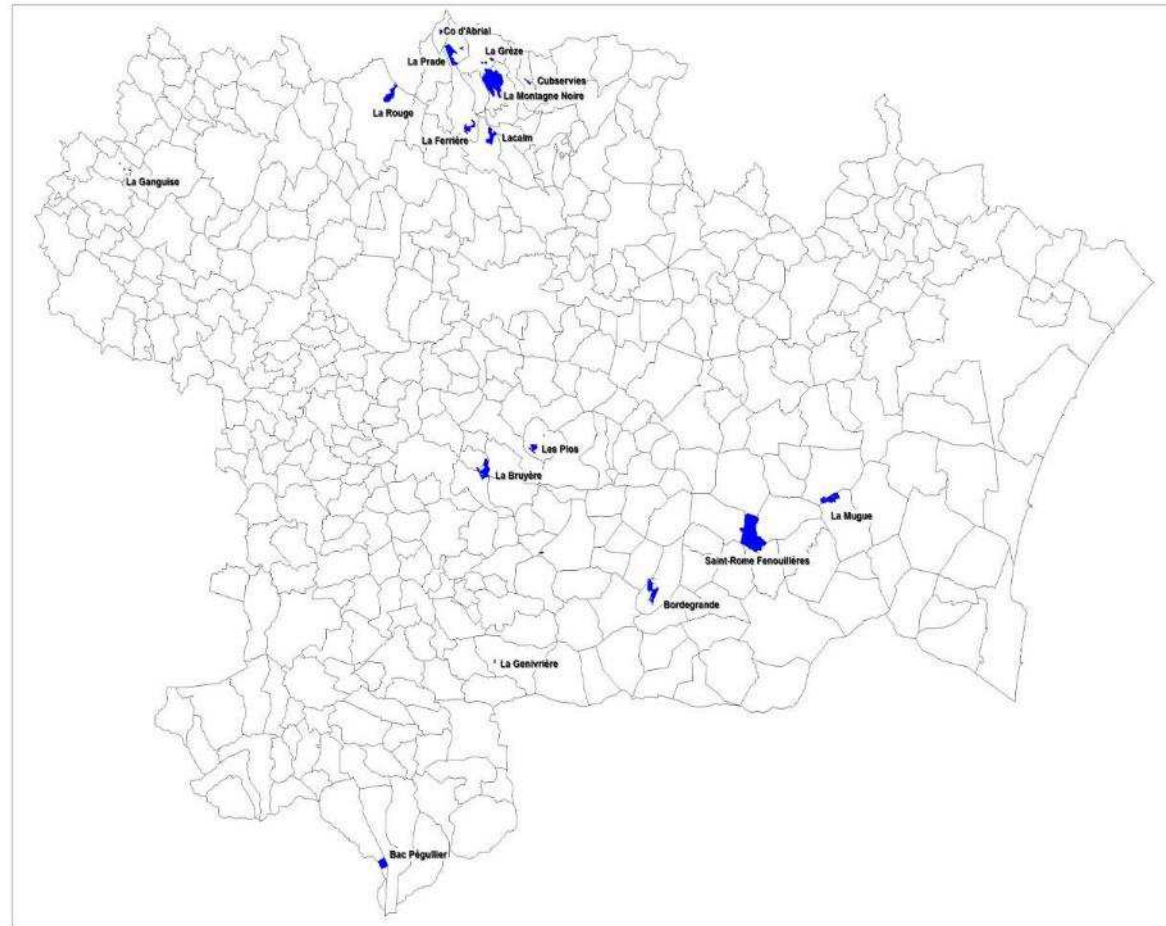 Co d'Abrial
La Grèze
La Prade
Cubservies
La Montagne Noire
La Rouge
La Ferrière
Lacalm
La Ganguise
Les Plos
La Bruyère
La Mugue
Saint-Rome Fenouillères
Bordegrande
La Genivrière
Bac Pégullier